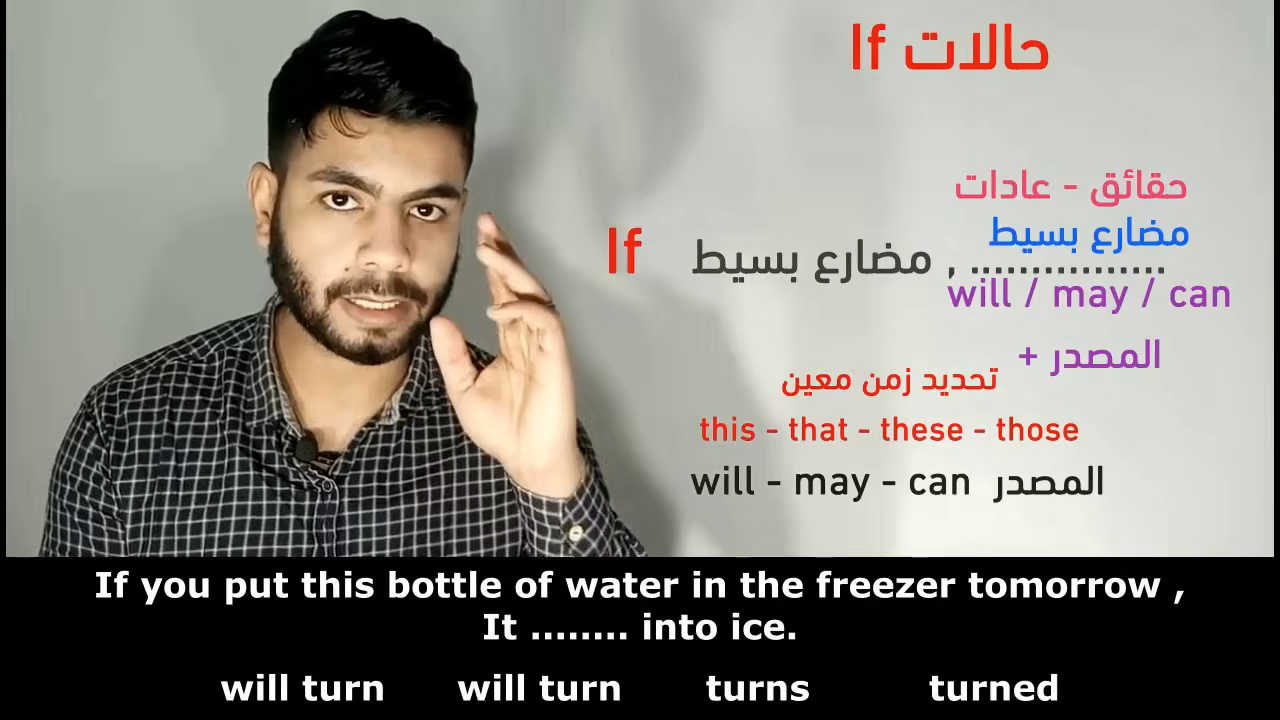 حالات If
حقائق - عادات
مضارع بسيط
If مضارع بسيط , ................
will / may / can
+ المصدر
تحديد زمن معين
this - that - these - those
will - may - can المصدر
If you put this bottle of water in the freezer tomorrow ,
It ........ into ice.
will turn will turn turns turned